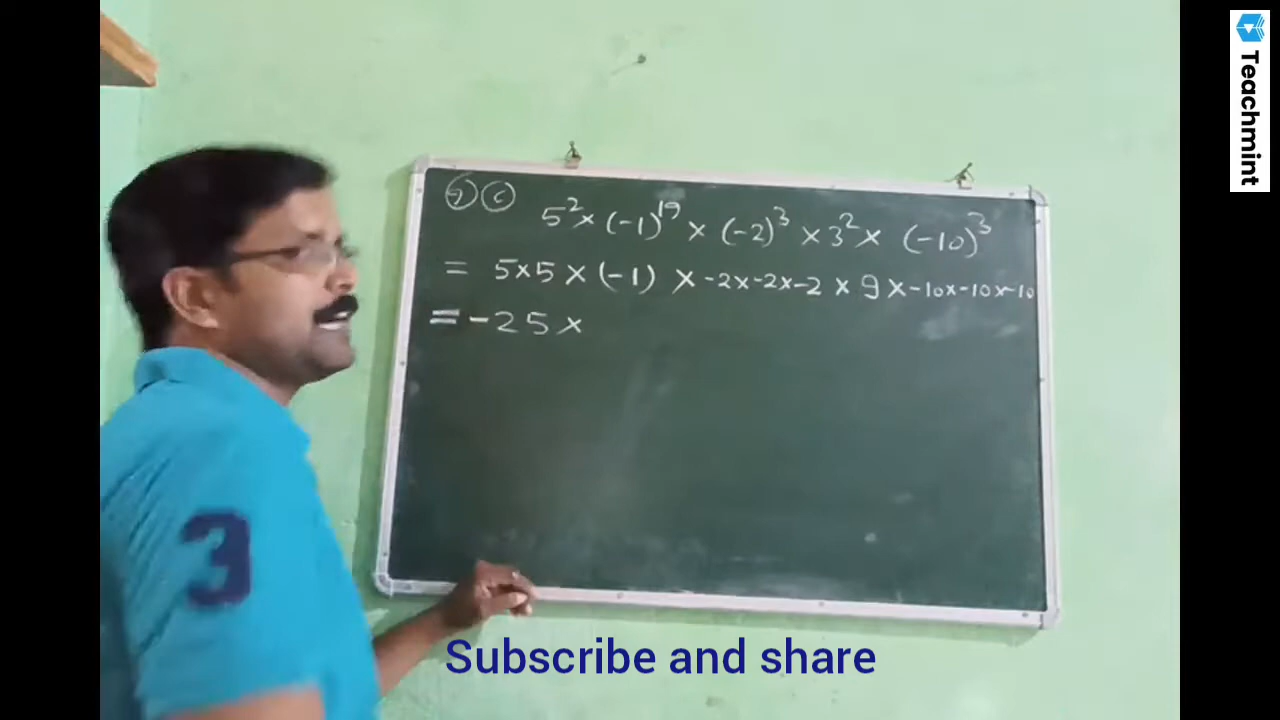 7 c
5² × (-1)¹⁹ × (-2)³ × 3² × (-10)³
= 5×5 × (-1) × -2×-2×-2 × 9 × -10×-10×-10
= -25 ×
3
Subscribe and share
Teachmint